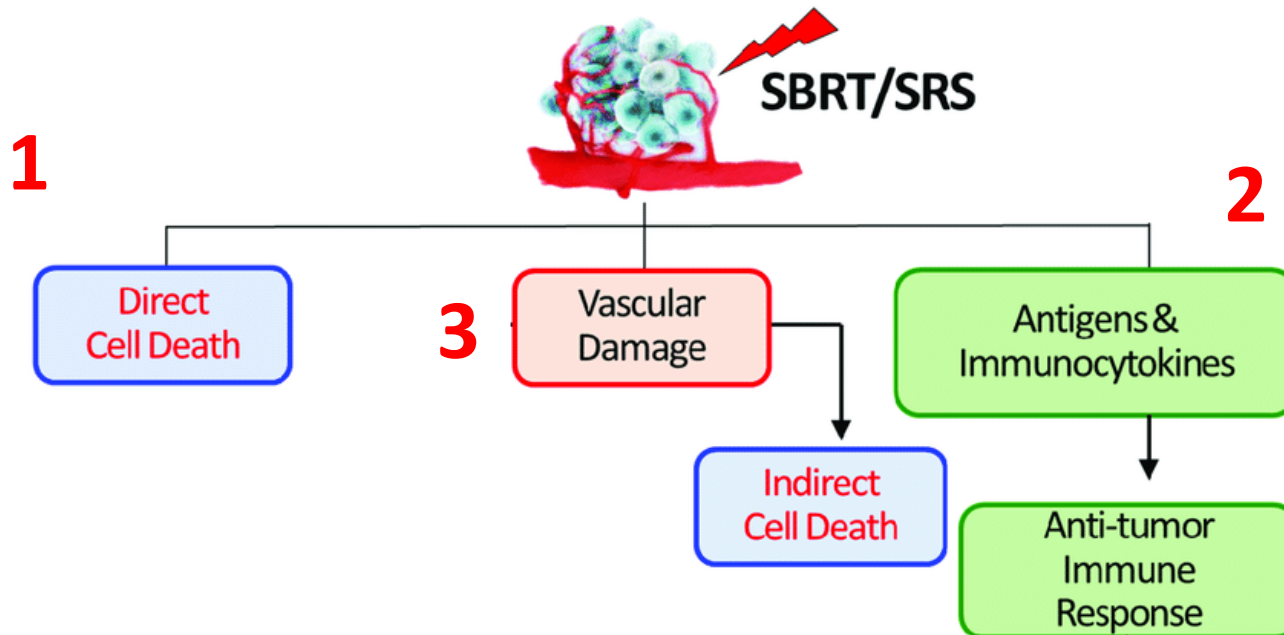 SBRT/SRS
1
2
Direct
Cell Death
3
Vascular
Damage
Antigens &
Immunocytokines
Indirect
Cell Death
Anti-tumor
Immune
Response